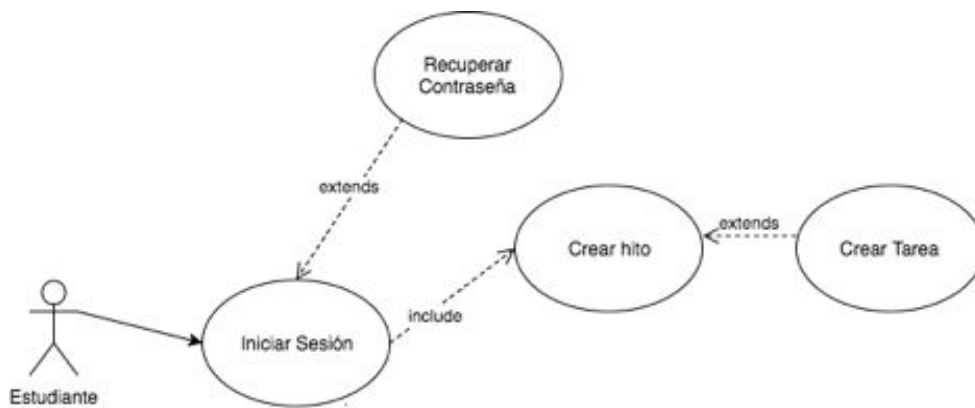 Recuperar
Contraseña
extends
Crear hito
extends
Crear Tarea
include
Iniciar Sesión
Estudiante